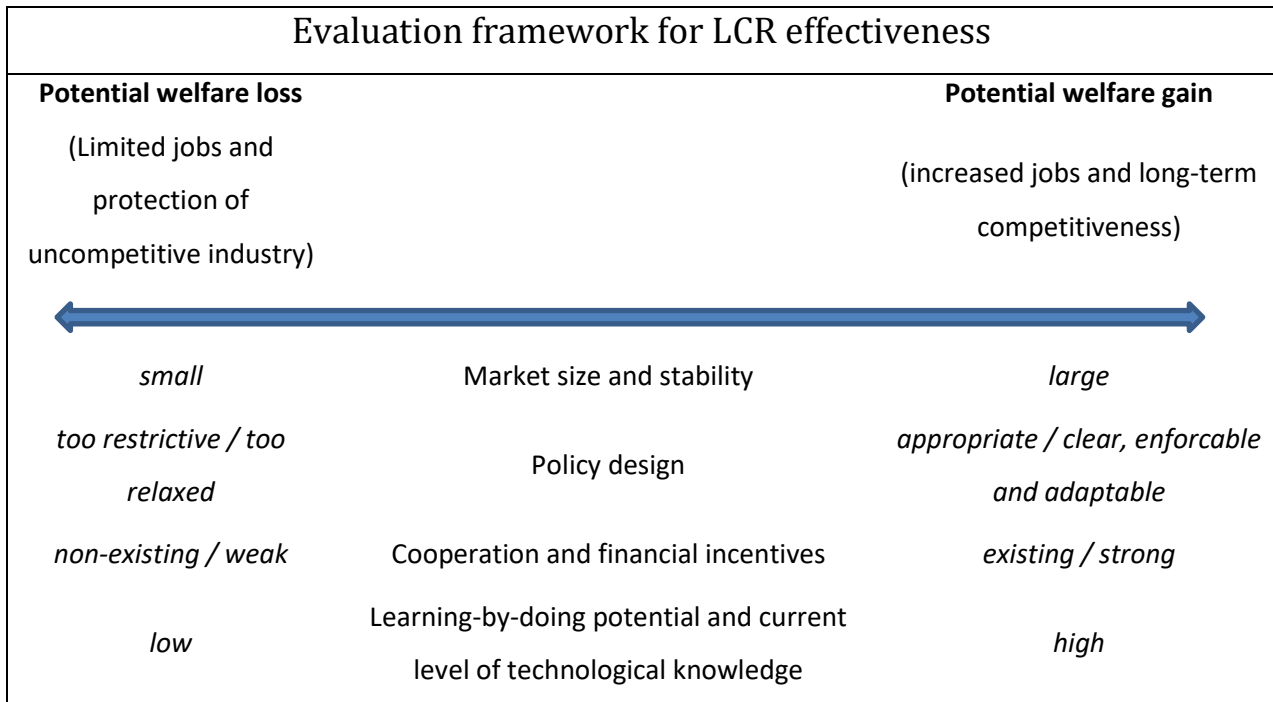 Evaluation framework for LCR effectiveness
Potential welfare loss
(Limited jobs and
protection of
uncompetitive industry)
Potential welfare gain
(increased jobs and long-term
competitiveness)
small
Market size and stability
large
too restrictive / too
relaxed
Policy design
appropriate / clear, enforcable
and adaptable
non-existing / weak
Cooperation and financial incentives
existing / strong
low
Learning-by-doing potential and current
level of technological knowledge
high